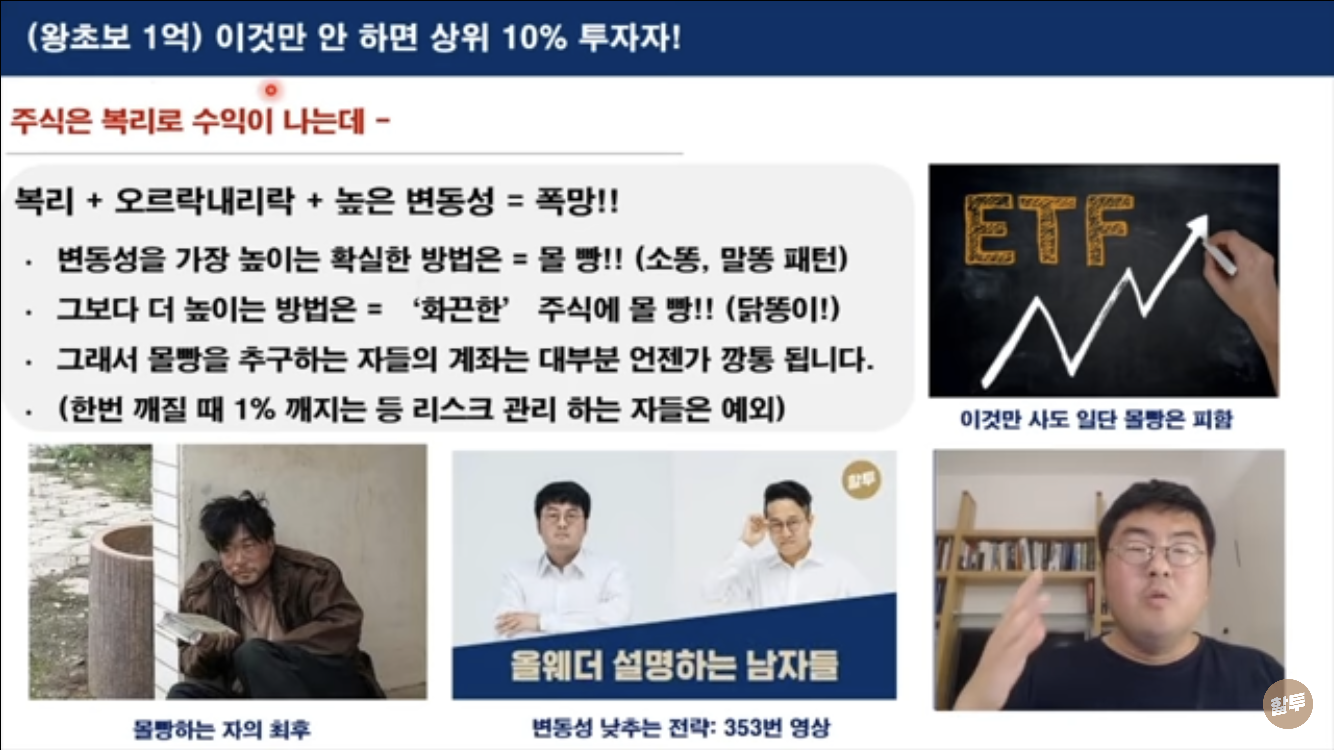 (왕초보 1억) 이것만 안 하면 상위 10% 투자자!
주식은 복리로 수익이 나는데 -
복리 + 오르락내리락 + 높은 변동성 = 폭망!!
· 변동성을 가장 높이는 확실한 방법은 = 몰 빵!! (소똥, 말똥 패턴)
· 그보다 더 높이는 방법은 = ‘화끈한’ 주식에 몰 빵!! (닭똥이!)
· 그래서 몰빵을 추구하는 자들의 계좌는 대부분 언젠가 깡통 됩니다.
· (한번 깨질 때 1% 깨지는 등 리스크 관리 하는 자들은 예외)
ETF
이것만 사도 일단 몰빵은 피함
몰빵하는 자의 최후
할투
올웨더 설명하는 남자들
변동성 낮추는 전략: 353번 영상
할투